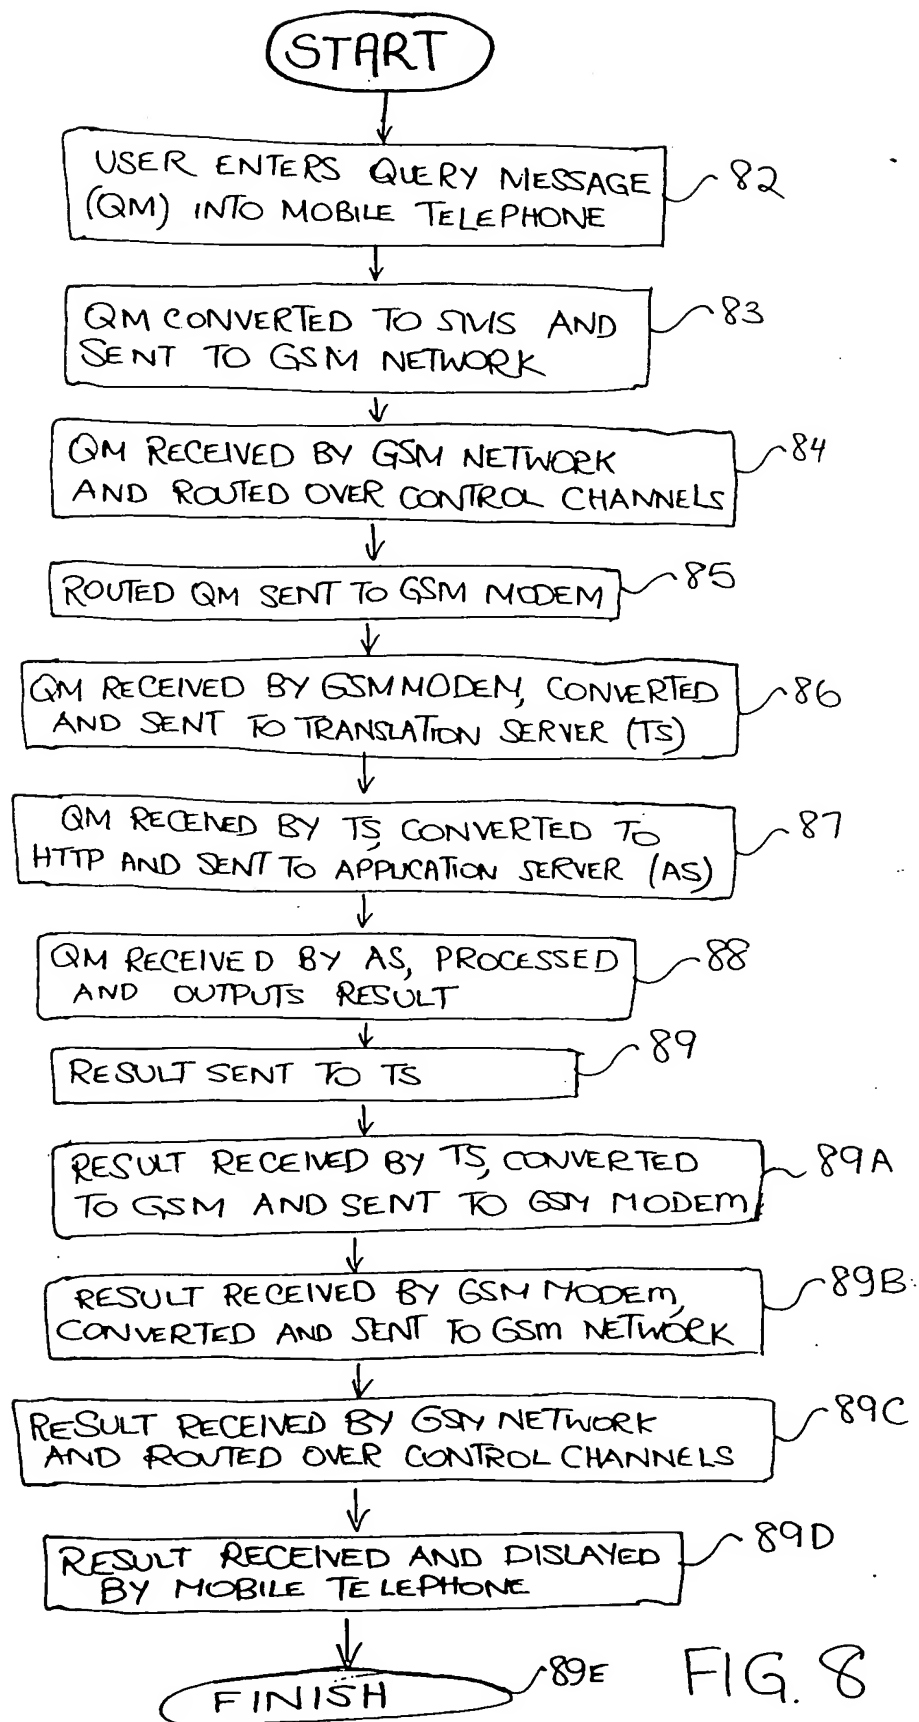 START
USER ENTERS QUERY MESSAGE
(QM) INTO MOBILE TELEPHONE
82
QM CONVERTED TO SMS AND
SENT TO GSM NETWORK
83
QM RECEIVED BY GSM NETWORK
AND ROUTED OVER CONTROL CHANNELS
84
ROUTED QM SENT TO GSM MODEM
85
QM RECEIVED BY GSM MODEM, CONVERTED
AND SENT TO TRANSLATION SERVER (TS)
86
QM RECEIVED BY TS, CONVERTED TO
HTTP AND SENT TO APPLICATION SERVER (AS)
87
QM RECEIVED BY AS, PROCESSED
AND OUTPUTS RESULT
88
RESULT SENT TO TS
89
RESULT RECEIVED BY TS, CONVERTED
TO GSM AND SENT TO GSM MODEM
89A
RESULT RECEIVED BY GSM MODEM,
CONVERTED AND SENT TO GSM NETWORK
89B
RESULT RECEIVED BY GSM NETWORK
AND ROUTED OVER CONTROL CHANNELS
89C
RESULT RECEIVED AND DISLAYED
BY MOBILE TELEPHONE
89D
FINISH
89E
FIG. 8